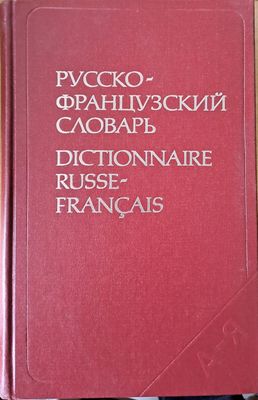 РУССКО-
ФРАНЦУЗСКИЙ
СЛОВАРЬ
DICTIONNAIRE
RUSSE-
FRANÇAIS
А-Я